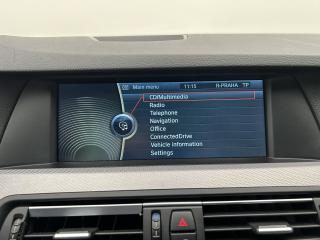 Main menu 11:15 R-PRAHA TP
CD/Multimedia
Radio
Telephone
Navigation
Office
ConnectedDrive
Vehicle information
Settings